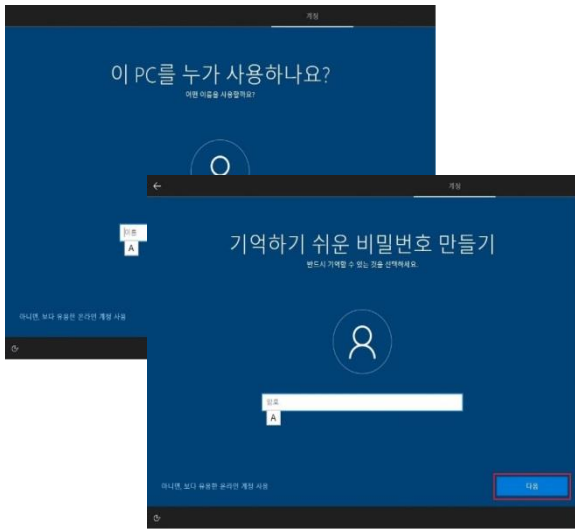 계정
이 PC를 누가 사용하나요?
어떤 이름을 사용할까요?
이름
A
아니면, 보다 유용한 온라인 계정 사용
계정
기억하기 쉬운 비밀번호 만들기
반드시 기억할 수 있는 것을 선택하세요.
암호
A
아니면, 보다 유용한 온라인 계정 사용
다음